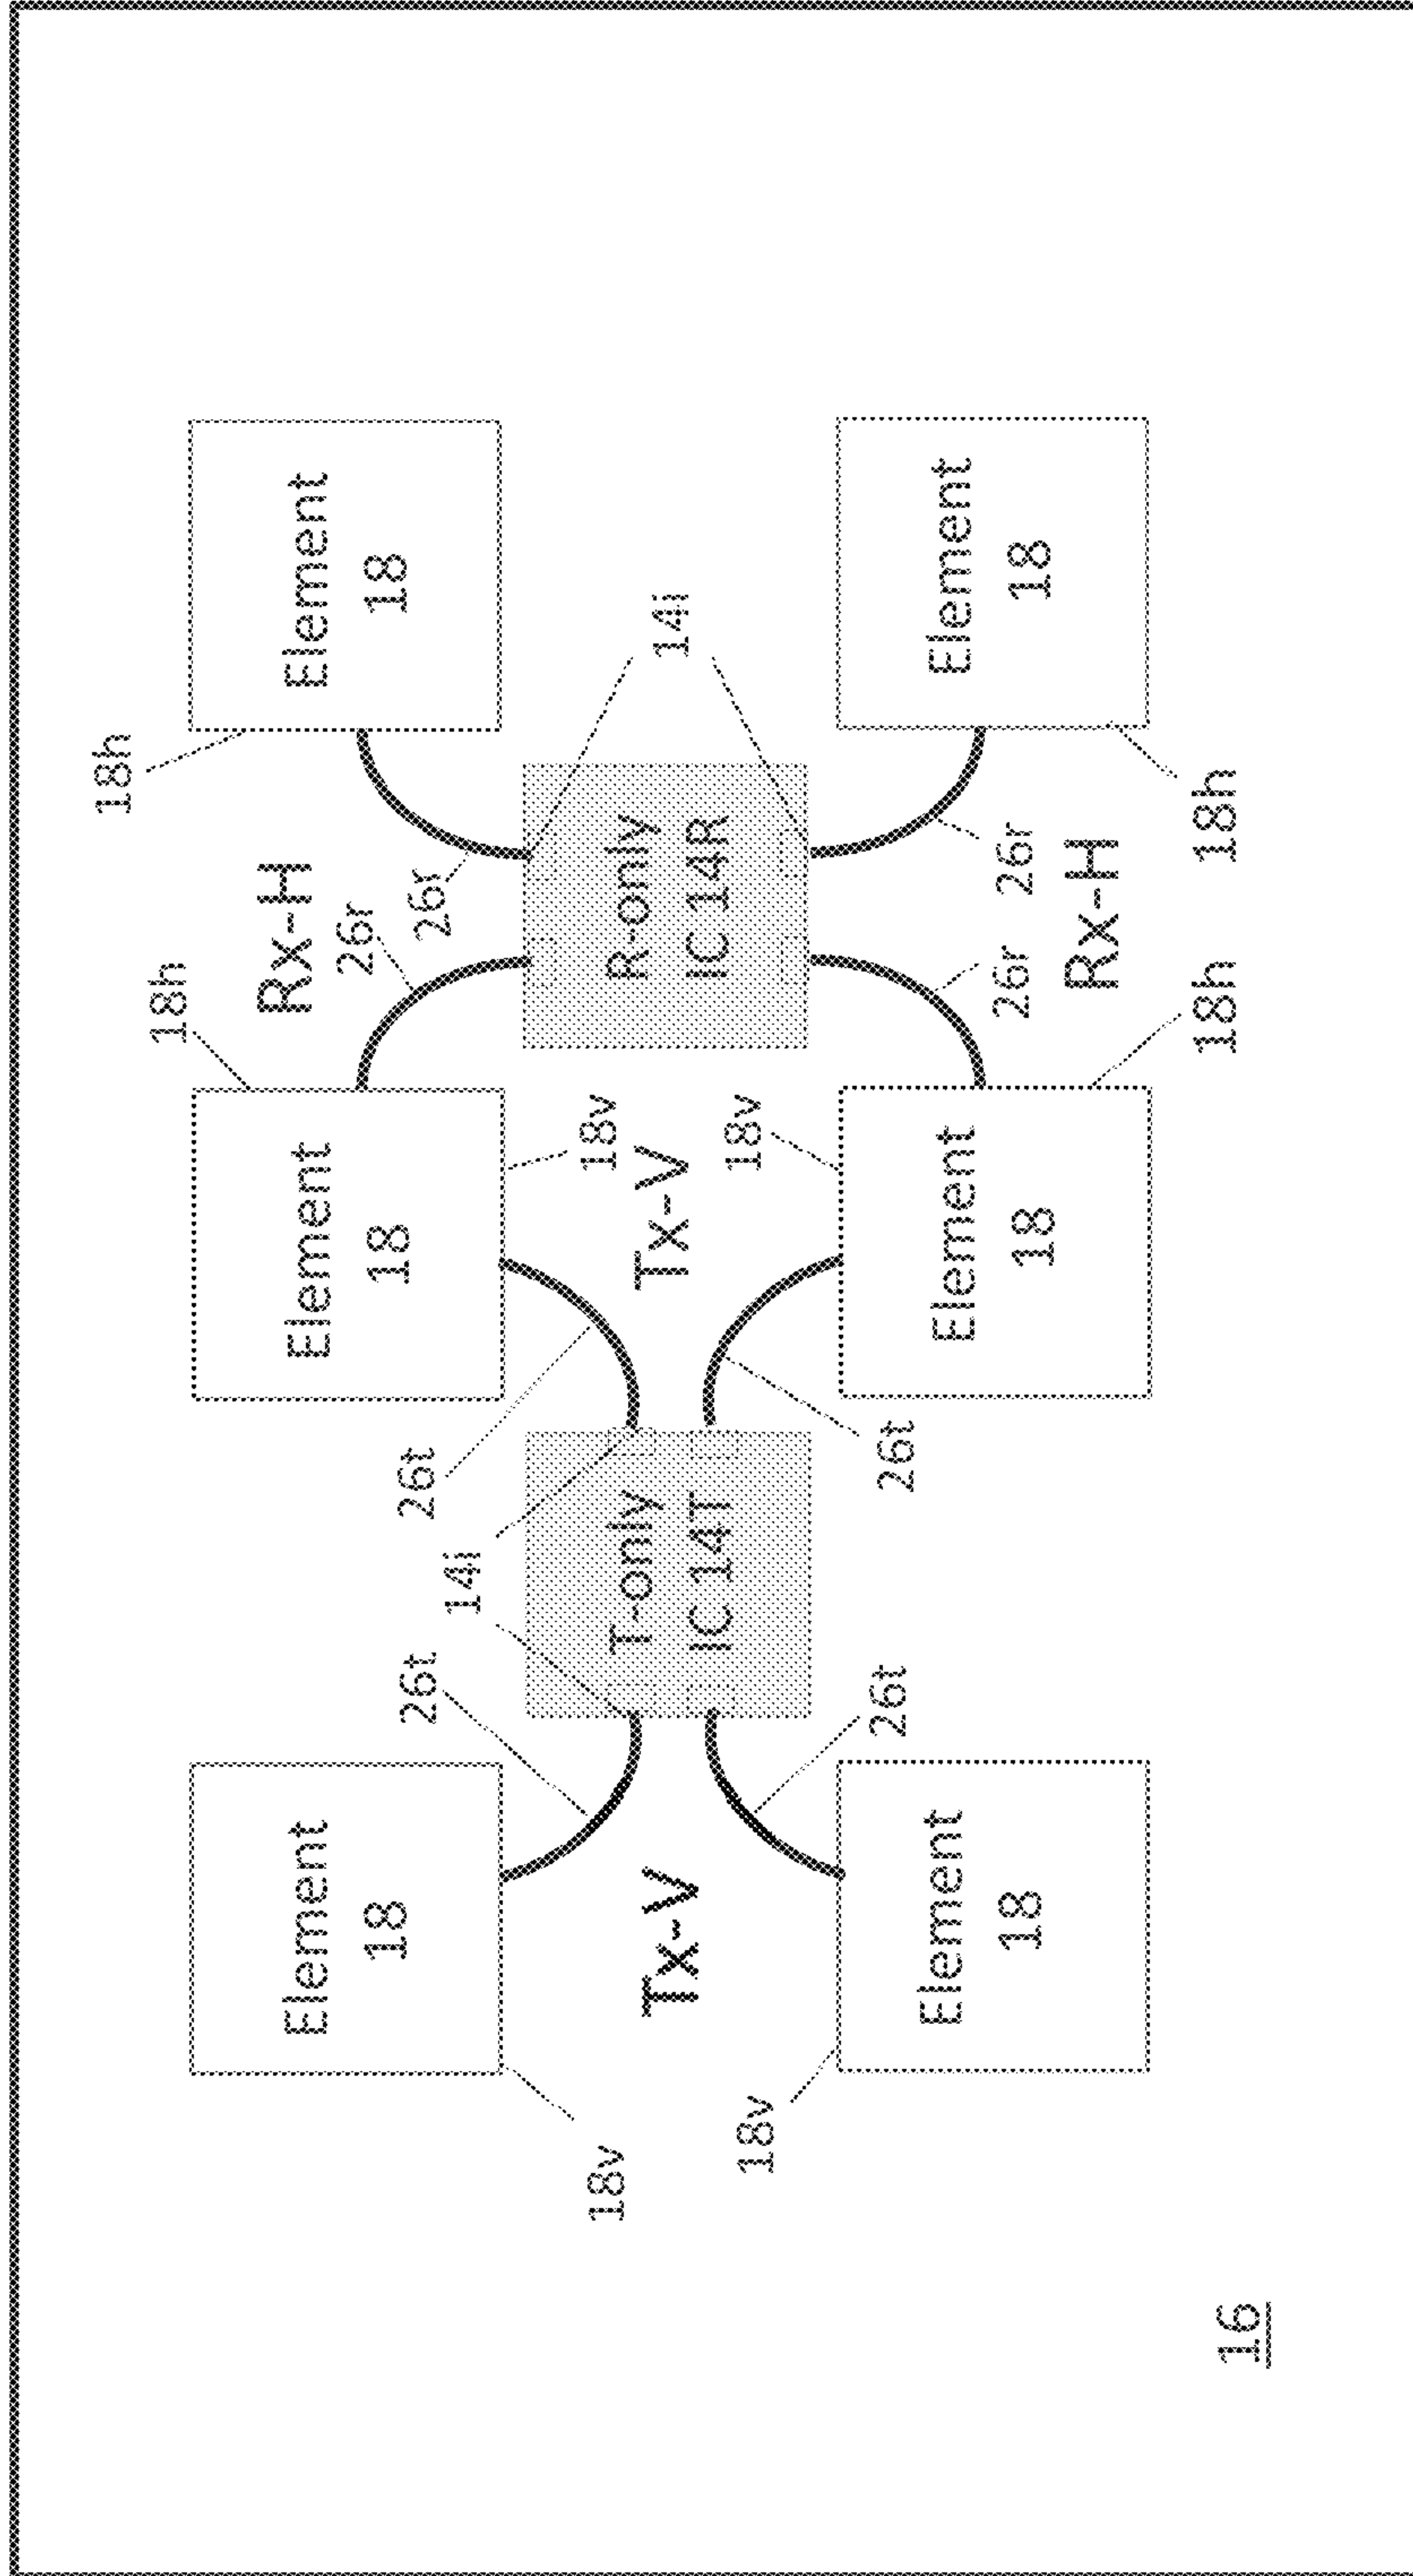 18h
18h
Rx-H
Element
18
Element
18
Element
18
26r
26r
26t
26t
14i
18v
18v
T-only
IC 14T
R-only
IC 14R
14i
Tx-V
Tx-V
18v
18v
26t
26t
Element
18
Element
18
Element
18
26r
26r
Rx-H
18h
18h
16